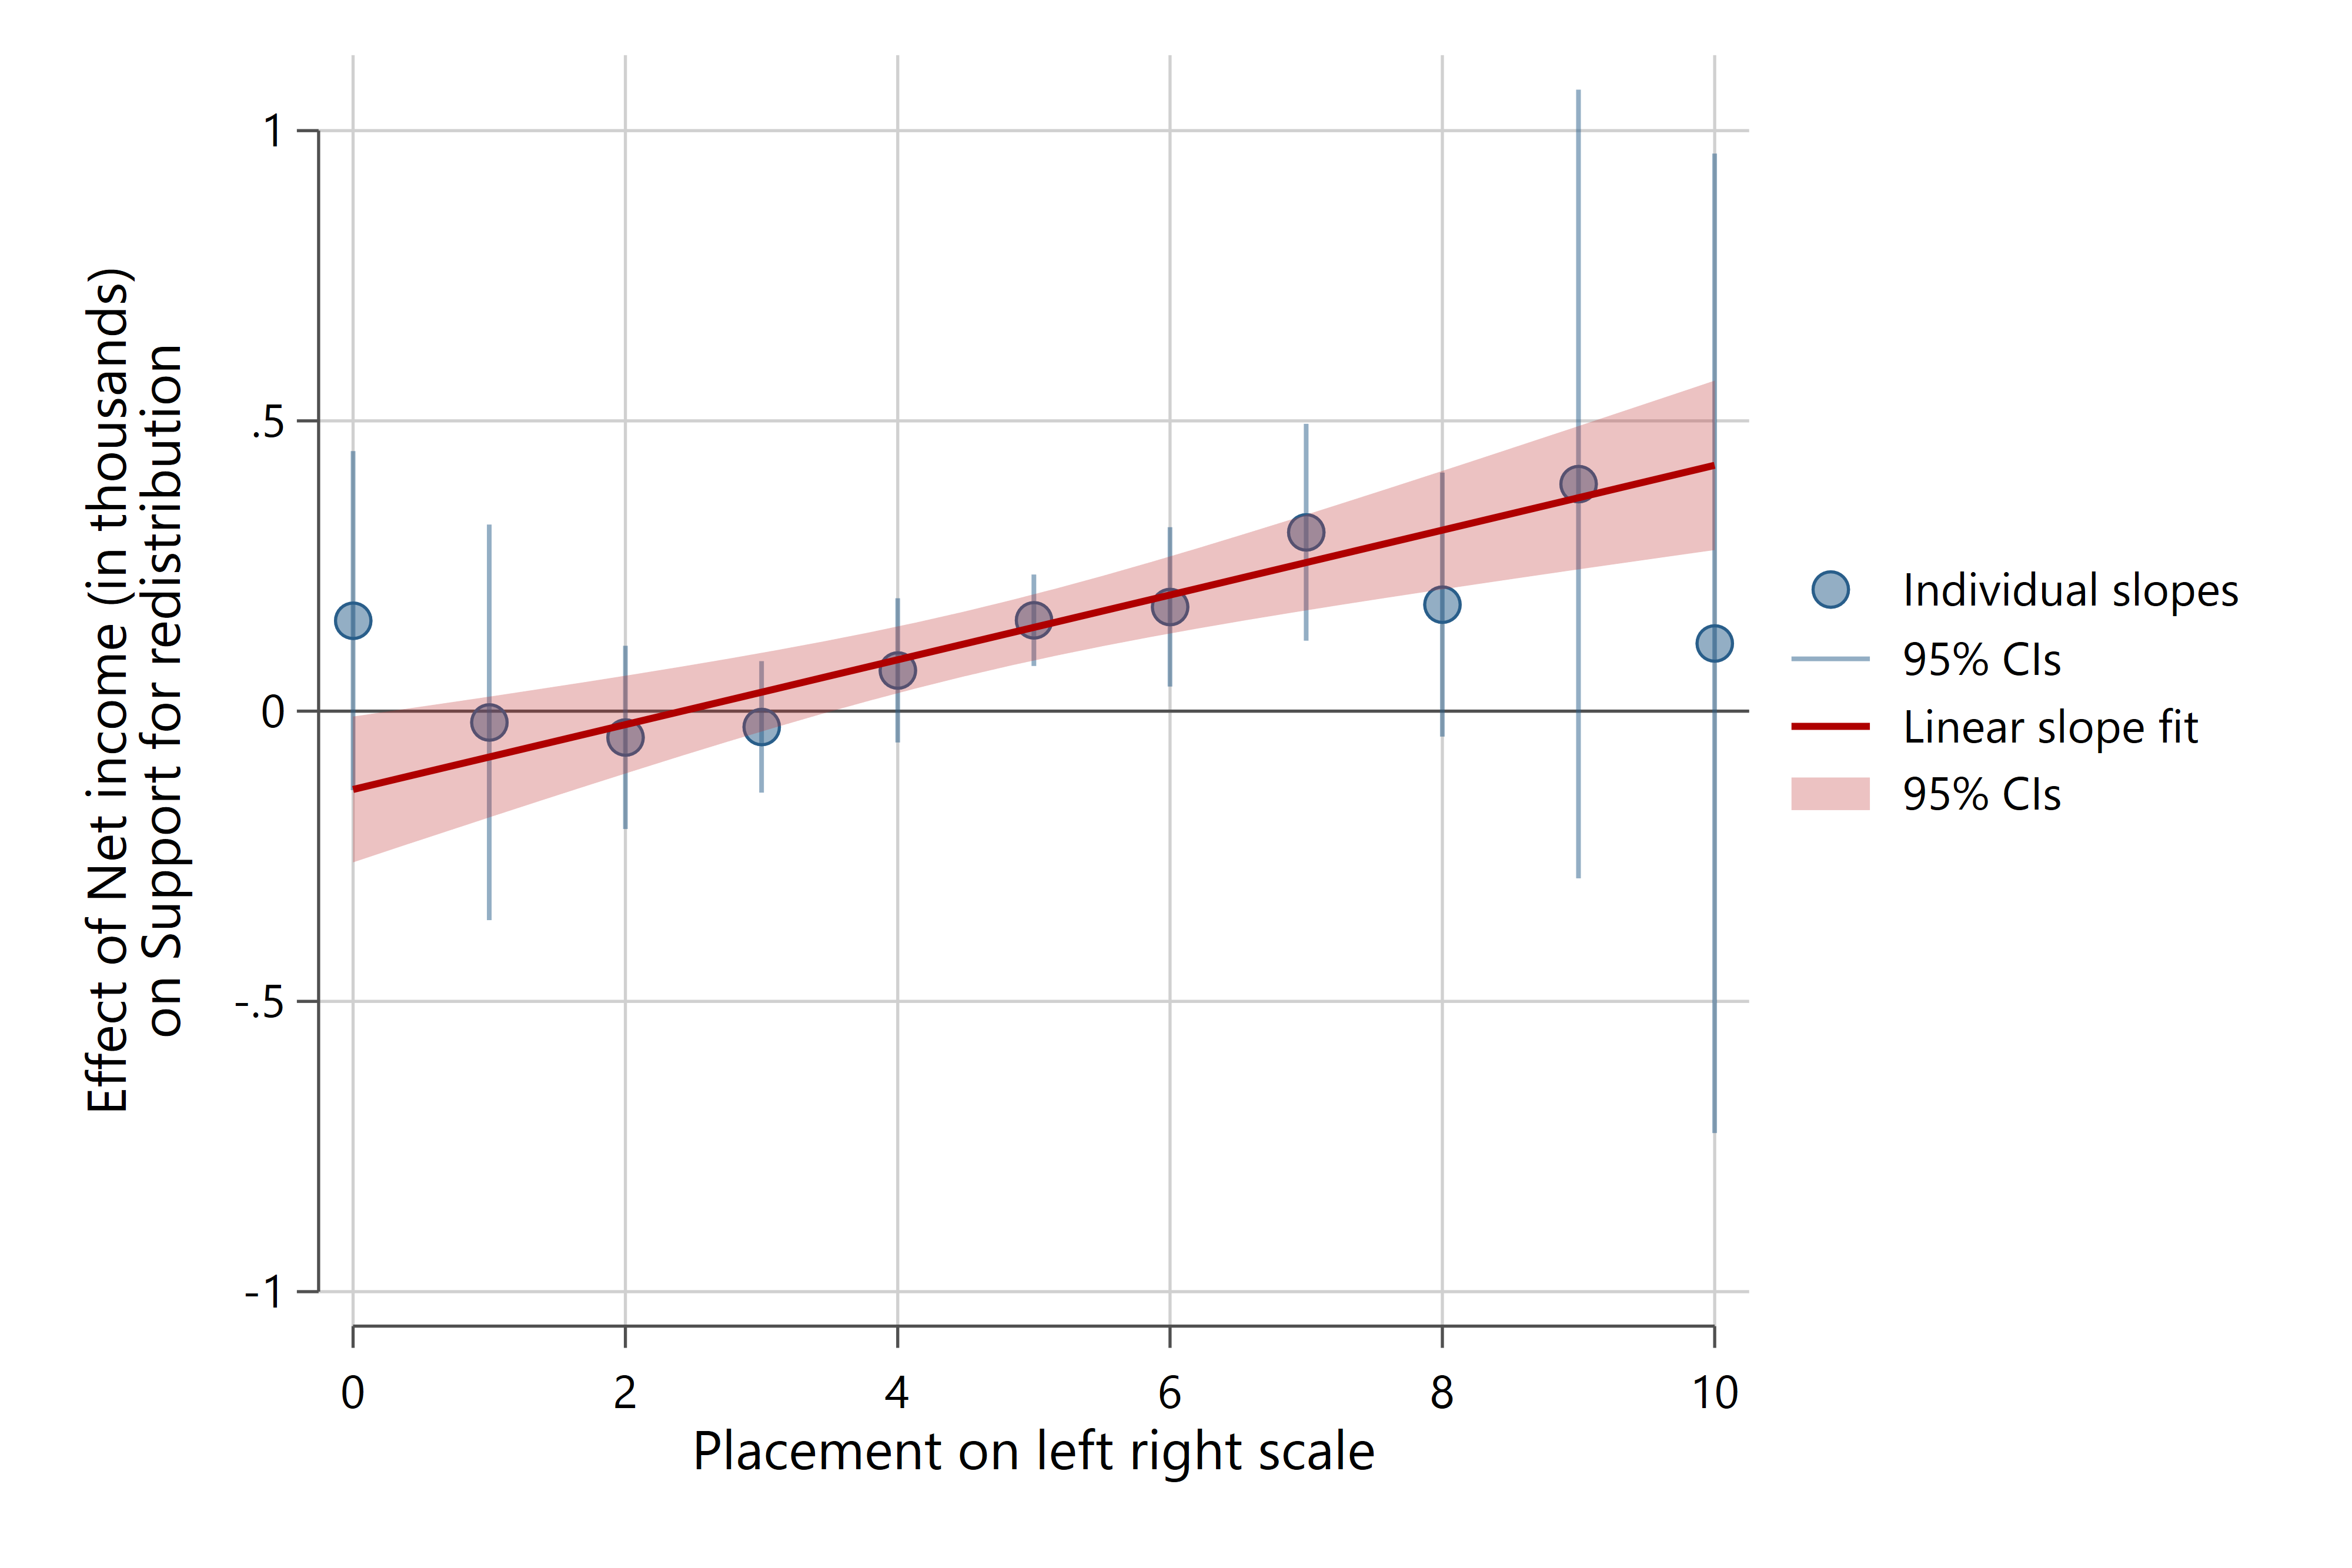 Effect of Net income (in thousands)
on Support for redistribution
1
.5
0
-.5
-1
0 2 4 6 8 10
Placement on left right scale
Individual slopes
95% CIs
Linear slope fit
95% CIs